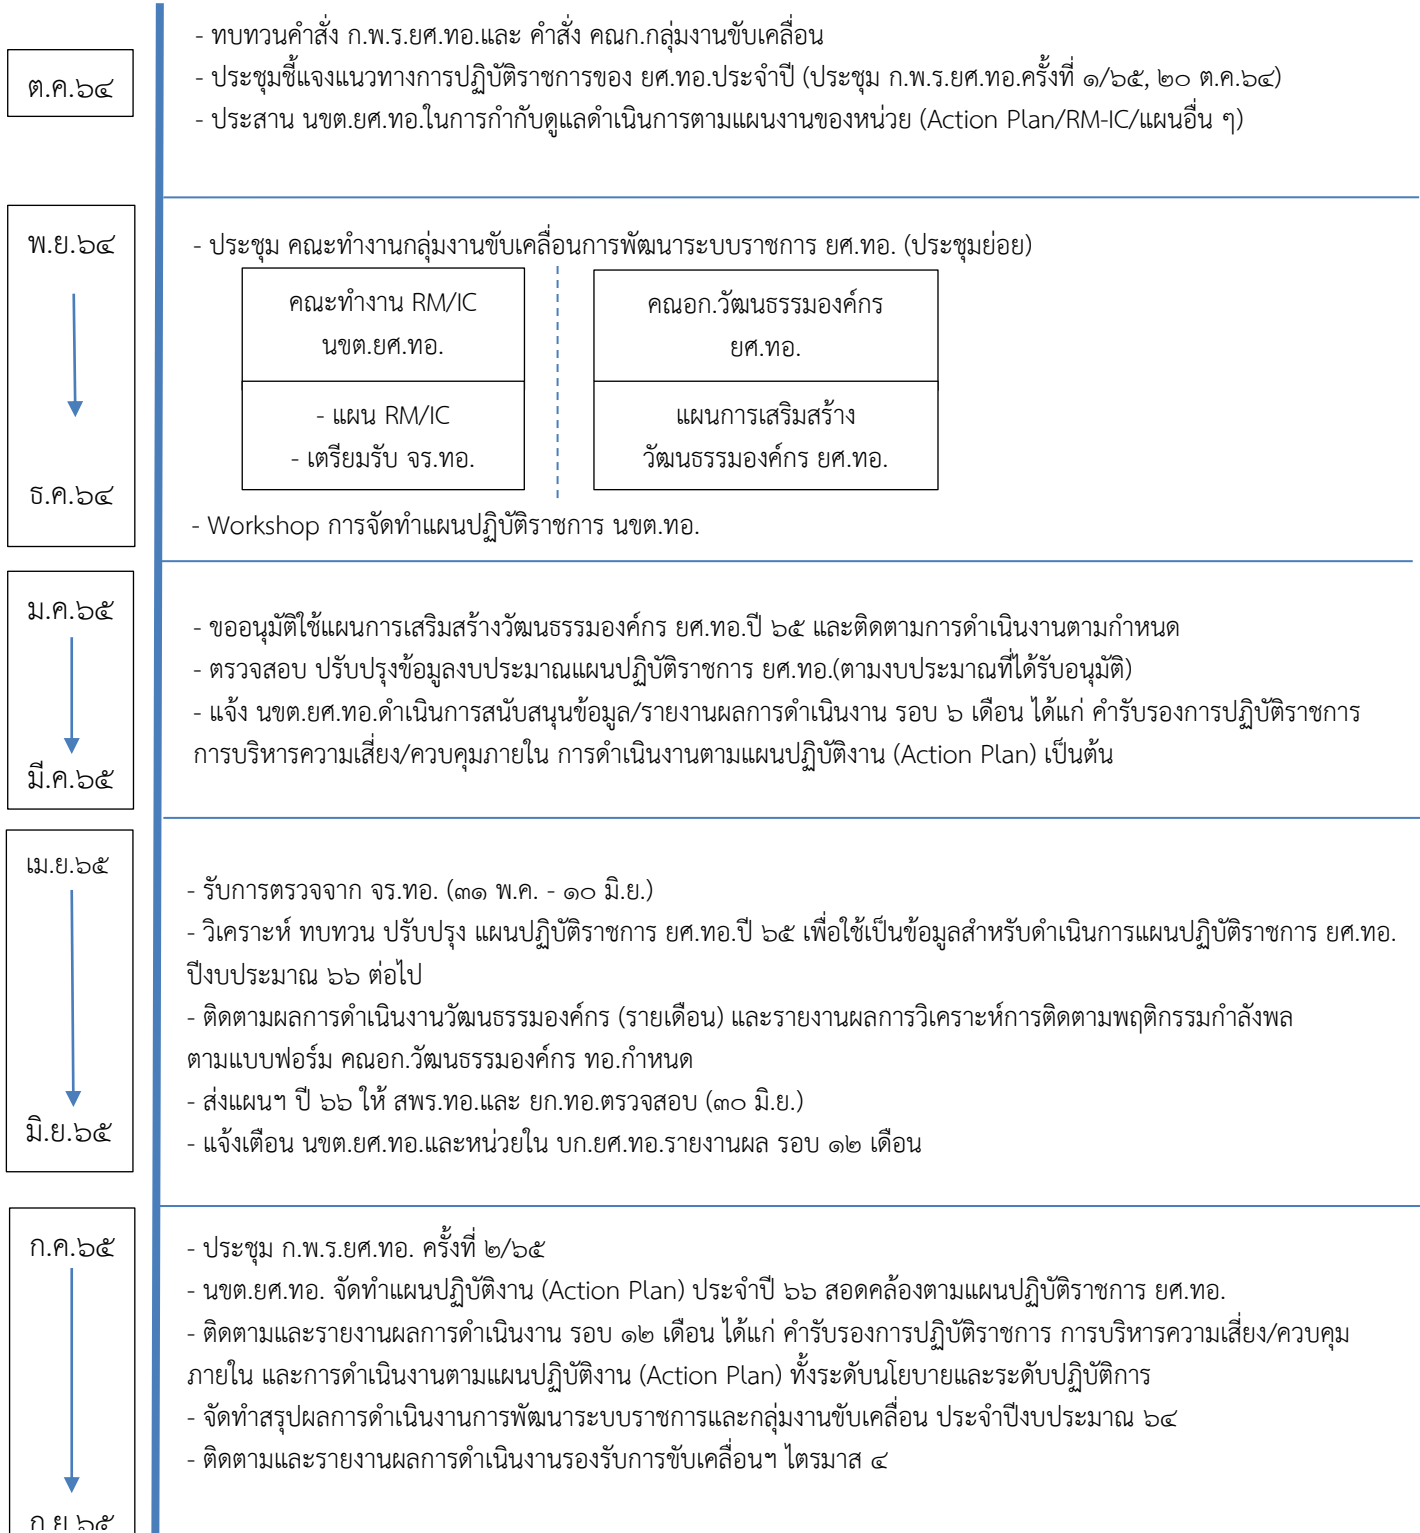 ต.ค.๖๔
- ทบทวนคำสั่ง ก.พ.ร.ยศ.ทอ.และ คำสั่ง คณก.กลุ่มงานขับเคลื่อน
- ประชุมชี้แจงแนวทางการปฏิบัติราชการของ ยศ.ทอ.ประจำปี (ประชุม ก.พ.ร.ยศ.ทอ.ครั้งที่ ๑/๖๕, ๒๐ ต.ค.๖๔)
- ประสาน นขต.ยศ.ทอ.ในการกำกับดูแลดำเนินการตามแผนงานของหน่วย (Action Plan/RM-IC/แผนอื่น ๆ)
พ.ย.๖๔
ธ.ค.๖๔
- ประชุม คณะทำงานกลุ่มงานขับเคลื่อนการพัฒนาระบบราชการ ยศ.ทอ. (ประชุมย่อย)
คณะทำงาน RM/IC
นขต.ยศ.ทอ.
- แผน RM/IC
- เตรียมรับ จร.ทอ.
คณอก.วัฒนธรรมองค์กร
ยศ.ทอ.
แผนการเสริมสร้าง
วัฒนธรรมองค์กร ยศ.ทอ.
- Workshop การจัดทำแผนปฏิบัติราชการ นขต.ทอ.
ม.ค.๖๕
มี.ค.๖๕
- ขออนุมัติใช้แผนการเสริมสร้างวัฒนธรรมองค์กร ยศ.ทอ.ปี ๖๕ และติดตามการดำเนินงานตามกำหนด
- ตรวจสอบ ปรับปรุงข้อมูลงบประมาณแผนปฏิบัติราชการ ยศ.ทอ.(ตามงบประมาณที่ได้รับอนุมัติ)
- แจ้ง นขต.ยศ.ทอ.ดำเนินการสนับสนุนข้อมูล/รายงานผลการดำเนินงาน รอบ ๖ เดือน ได้แก่ คำรับรองการปฏิบัติราชการ
การบริหารความเสี่ยง/ควบคุมภายใน การดำเนินงานตามแผนปฏิบัติงาน (Action Plan) เป็นต้น
เม.ย.๖๕
มิ.ย.๖๕
- รับการตรวจจาก จร.ทอ. (๓๑ พ.ค. - ๑๐ มิ.ย.)
- วิเคราะห์ ทบทวน ปรับปรุง แผนปฏิบัติราชการ ยศ.ทอ.ปี ๖๕ เพื่อใช้เป็นข้อมูลสำหรับดำเนินการแผนปฏิบัติราชการ ยศ.ทอ.
ปีงบประมาณ ๖๖ ต่อไป
- ติดตามผลการดำเนินงานวัฒนธรรมองค์กร (รายเดือน) และรายงานผลการวิเคราะห์การติดตามพฤติกรรมกำลังพล
ตามแบบฟอร์ม คณอก.วัฒนธรรมองค์กร ทอ.กำหนด
- ส่งแผนฯ ปี ๖๖ ให้ สพร.ทอ.และ ยก.ทอ.ตรวจสอบ (๓๐ มิ.ย.)
- แจ้งเตือน นขต.ยศ.ทอ.และหน่วยใน บก.ยศ.ทอ.รายงานผล รอบ ๑๒ เดือน
ก.ค.๖๕
ก.ย.๖๕
- ประชุม ก.พ.ร.ยศ.ทอ. ครั้งที่ ๒/๖๕
- นขต.ยศ.ทอ. จัดทำแผนปฏิบัติงาน (Action Plan) ประจำปี ๖๖ สอดคล้องตามแผนปฏิบัติราชการ ยศ.ทอ.
- ติดตามและรายงานผลการดำเนินงาน รอบ ๑๒ เดือน ได้แก่ คำรับรองการปฏิบัติราชการ การบริหารความเสี่ยง/ควบคุม
ภายใน และการดำเนินงานตามแผนปฏิบัติงาน (Action Plan) ทั้งระดับนโยบายและระดับปฏิบัติการ
- จัดทำสรุปผลการดำเนินงานการพัฒนาระบบราชการและกลุ่มงานขับเคลื่อน ประจำปีงบประมาณ ๖๔
- ติดตามและรายงานผลการดำเนินงานรองรับการขับเคลื่อนฯ ไตรมาส ๔